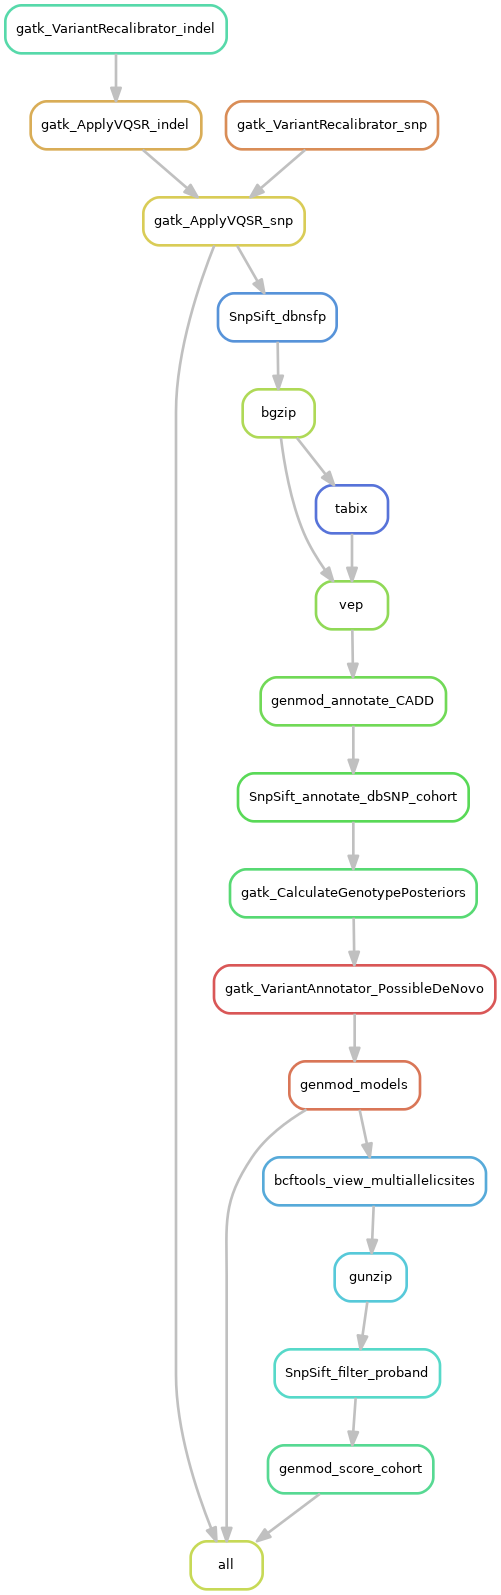 gatk_VariantRecalibrator_indel
gatk_ApplyVQSR_indel
gatk_VariantRecalibrator_snp
gatk_ApplyVQSR_snp
SnpSift_dbnsfp
bgzip
tabix
vep
genmod_annotate_CADD
SnpSift_annotate_dbSNP_cohort
gatk_CalculateGenotypePosteriors
gatk_VariantAnnotator_PossibleDeNovo
genmod_models
bcftools_view_multiallelicsites
gunzip
SnpSift_filter_proband
genmod_score_cohort
all